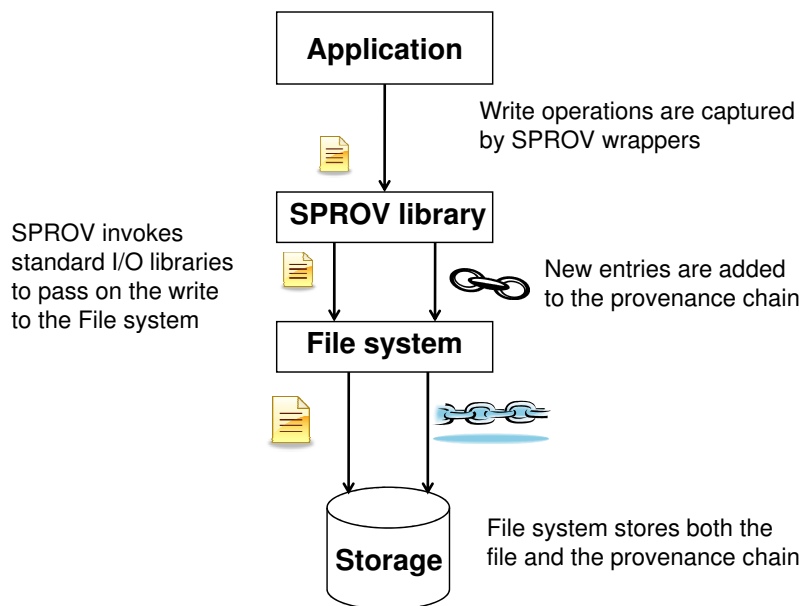 Application
Write operations are captured
by SPROV wrappers
SPROV library
SPROV invokes
standard I/O libraries
to pass on the write
to the File system
New entries are added
to the provenance chain
File system
File system stores both the
file and the provenance chain
Storage